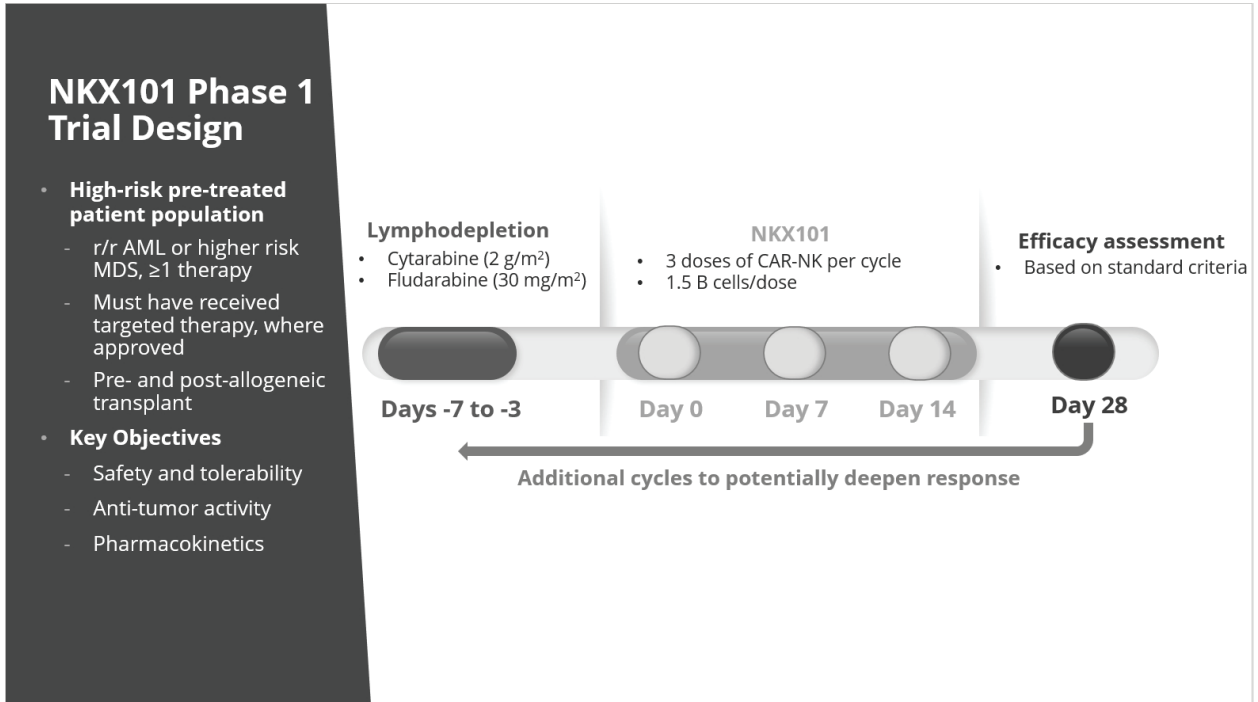 NKX101 Phase 1
Trial Design
• High-risk pre-treated
patient population
- r/r AML or higher risk
MDS, ≥1 therapy
- Must have received
targeted therapy, where
approved
- Pre- and post-allogeneic
transplant
• Key Objectives
- Safety and tolerability
- Anti-tumor activity
- Pharmacokinetics
Lymphodepletion
• Cytarabine (2 g/m²)
• Fludarabine (30 mg/m²)
Days -7 to -3
NKX101
• 3 doses of CAR-NK per cycle
• 1.5 B cells/dose
Day 0
Day 7
Day 14
Efficacy assessment
• Based on standard criteria
Day 28
Additional cycles to potentially deepen response